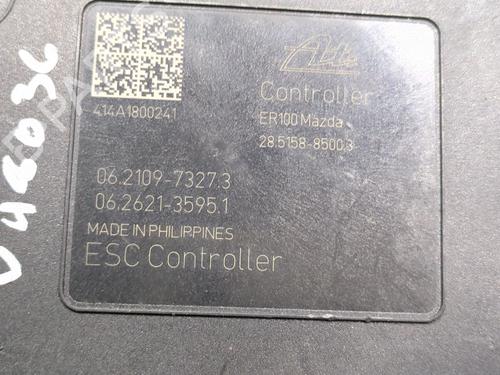 Ate
Controller
414A1800241
ER100 Mazda
28.5158-8500.3
06.2109-7327.3
06.2621-3595.1
MADE IN PHILIPPINES
ESC Controller